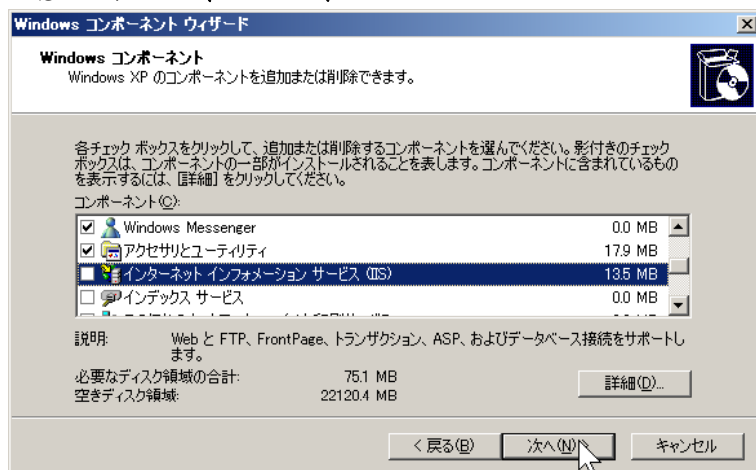 Windows コンポーネント ウィザード
Windows コンポーネント
Windows XP のコンポーネントを追加または削除できます。
各チェック ボックスをクリックして、追加または削除するコンポーネントを選んでください。影付きのチェック
ボックスは、コンポーネントの一部がインストールされることを表します。コンポーネントに含まれているもの
を表示するには、[詳細] をクリックしてください。
コンポーネント(C):
Windows Messenger 0.0 MB
アクセサリとユーティリティ 17.9 MB
インターネット インフォメーション サービス (IIS) 13.5 MB
インデックス サービス 0.0 MB
説明: Web と FTP、FrontPage、トランザクション、ASP、およびデータベース接続をサポートし
ます。
必要なディスク領域の合計: 75.1 MB
空きディスク領域: 22120.4 MB
詳細(D)...
< 戻る(B) 次へ(N) キャンセル